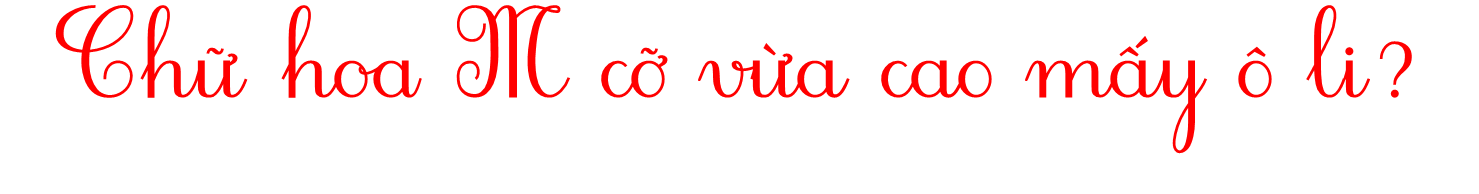 Chữ hoa M cỡ vừa cao mấy ô li?